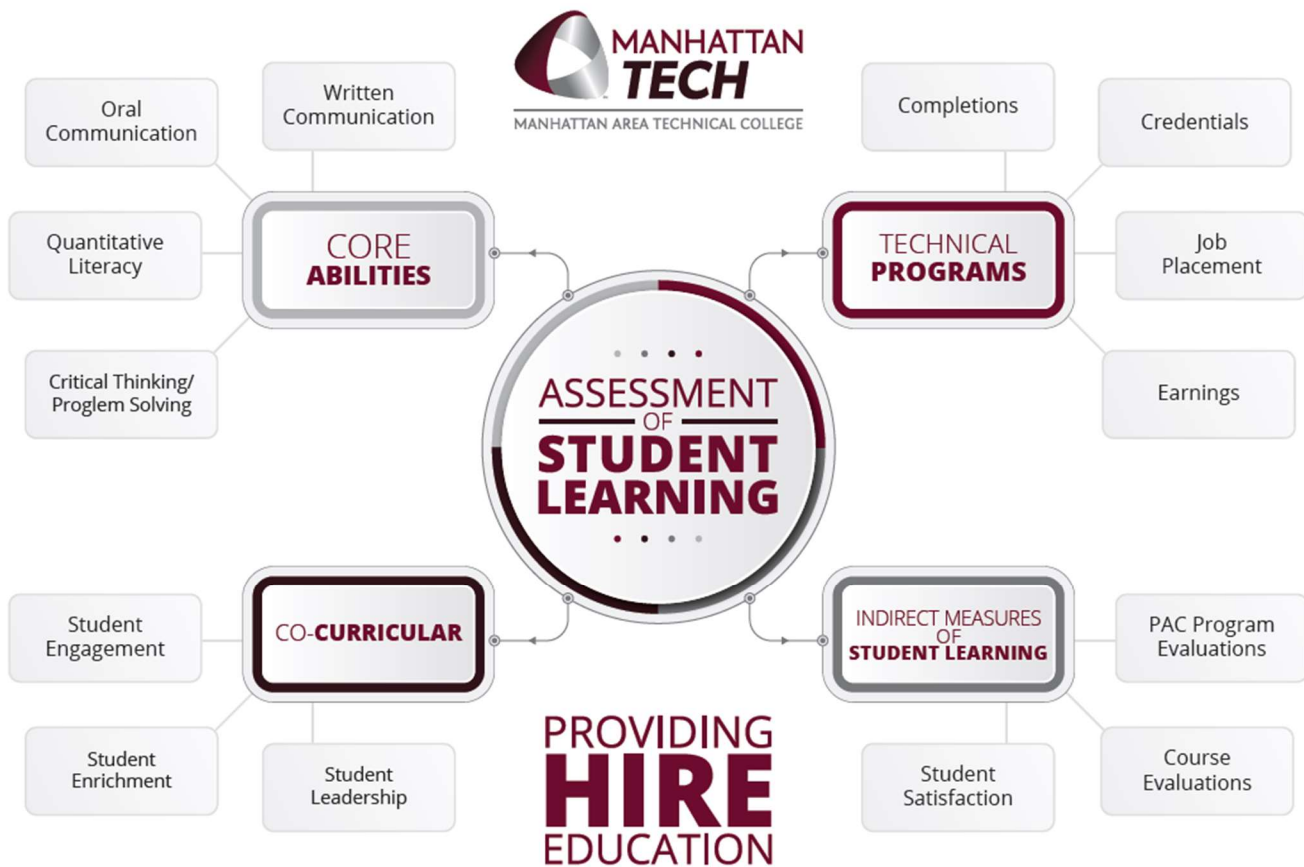 MANHATTAN
TECH
MANHATTAN AREA TECHNICAL COLLEGE
Oral
Communication
Written
Communication
Quantitative
Literacy
Critical Thinking/
Proglem Solving
CORE
ABILITIES
Completions
Credentials
Job
Placement
Earnings
TECHNICAL
PROGRAMS
ASSESSMENT
OF
STUDENT
LEARNING
Student
Engagement
Student
Enrichment
Student
Leadership
CO-CURRICULAR
INDIRECT MEASURES
OF
STUDENT LEARNING
PAC Program
Evaluations
Course
Evaluations
Student
Satisfaction
PROVIDING
HIRE
EDUCATION